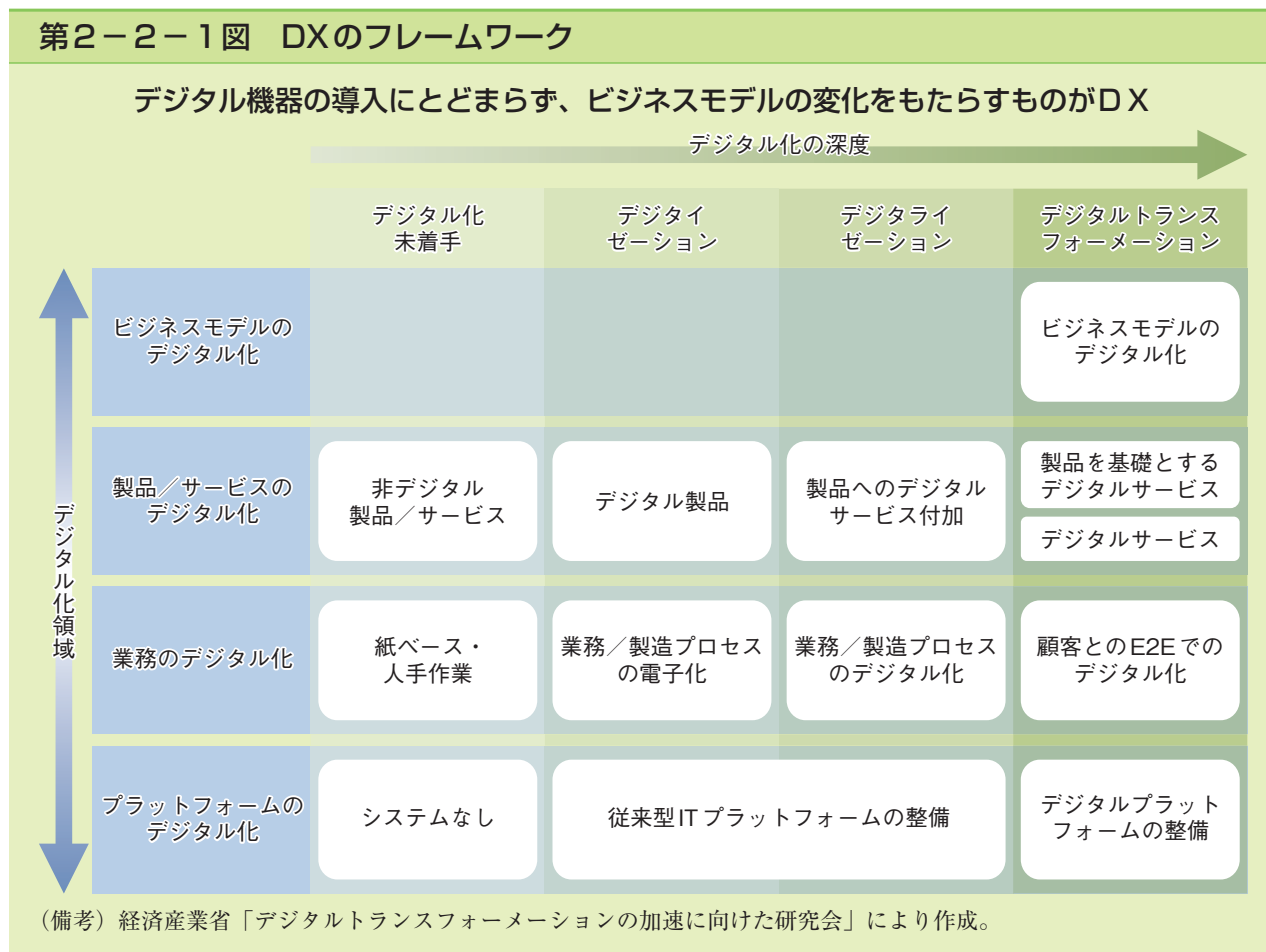 第2－2－1図　DXのフレームワーク
デジタル機器の導入にとどまらず、ビジネスモデルの変化をもたらすものがＤＸ
デジタル化の深度
デジタル化
未着手
デジタイ
ゼーション
デジタライ
ゼーション
デジタルトランス
フォーメーション
デジタル化領域
ビジネスモデルの
デジタル化
ビジネスモデルの
デジタル化
製品／サービスの
デジタル化
非デジタル
製品／サービス
デジタル製品
製品へのデジタル
サービス付加
製品を基礎とする
デジタルサービス
デジタルサービス
業務のデジタル化
紙ベース・
人手作業
業務／製造プロセス
の電子化
業務／製造プロセス
のデジタル化
顧客とのE2Eでの
デジタル化
プラットフォームの
デジタル化
システムなし
従来型ITプラットフォームの整備
デジタルプラット
フォームの整備
（備考）経済産業省「デジタルトランスフォーメーションの加速に向けた研究会」により作成。